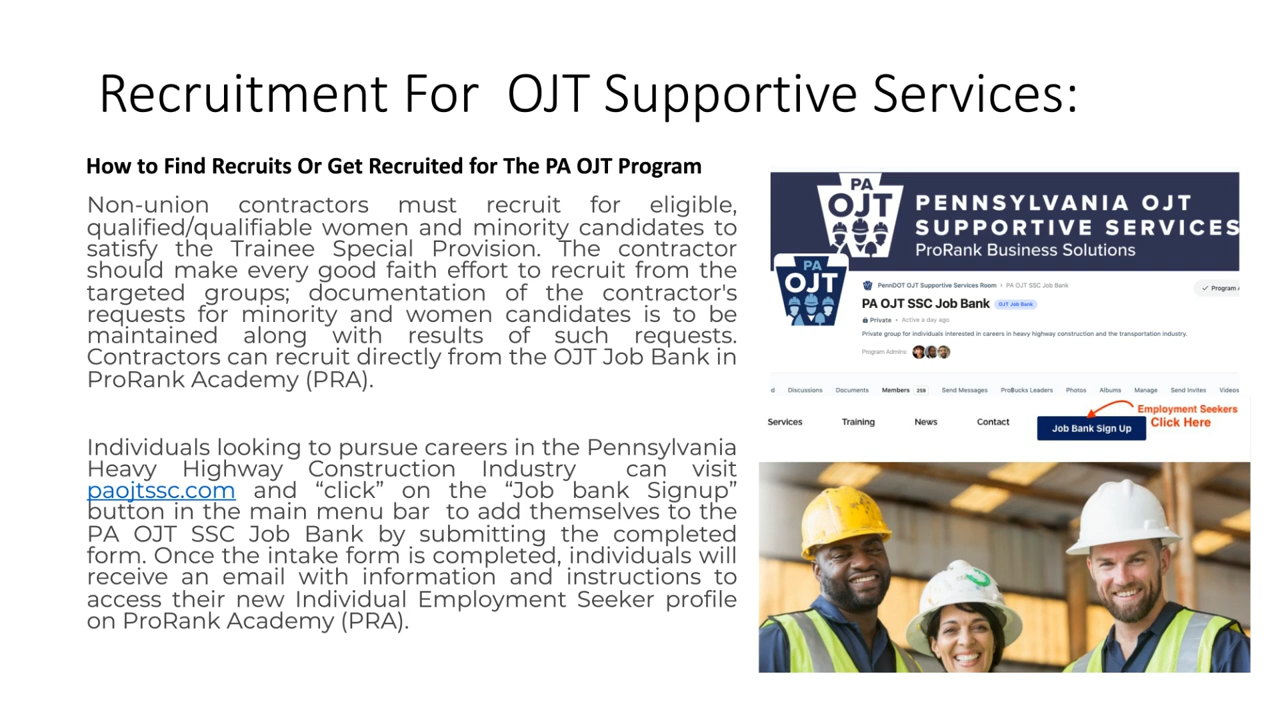 Recruitment For  OJT Supportive Services:
How to Find Recruits Or Get Recruited for The PA OJT Program
Non-union contractors must recruit for eligible,
qualified/qualifiable women and minority candidates to
satisfy the Trainee Special Provision. The contractor
should make every good faith effort to recruit from the
targeted groups; documentation of the contractor's
requests for minority and women candidates is to be
maintained along with results of such requests.
Contractors can recruit directly from the OJT Job Bank in
ProRank Academy (PRA).
Individuals looking to pursue careers in the Pennsylvania
Heavy Highway Construction Industry  can visit
paojtssc.com and “click” on the “Job bank Signup”
button in the main menu bar  to add themselves to the
PA OJT SSC Job Bank by submitting the completed
form. Once the intake form is completed, individuals will
receive an email with information and instructions to
access their new Individual Employment Seeker profile
on ProRank Academy (PRA).
PA
OJT
PENNSYLVANIA OJT
SUPPORTIVE SERVICES
ProRank Business Solutions
PA
OJT
PennDOT OJT Supportive Services Room › PA OJT SSC Job Bank
PA OJT SSC Job Bank OJT Job Bank
✓ Program A
Private • Active a day ago
Private group for individuals interested in careers in heavy highway construction and the transportation industry.
Program Admins:
d Discussions Documents Members 259 Send Messages ProBucks Leaders Photos Albums Manage Send Invites Videos
Employment Seekers
Click Here
Services Training News Contact Job Bank Sign Up